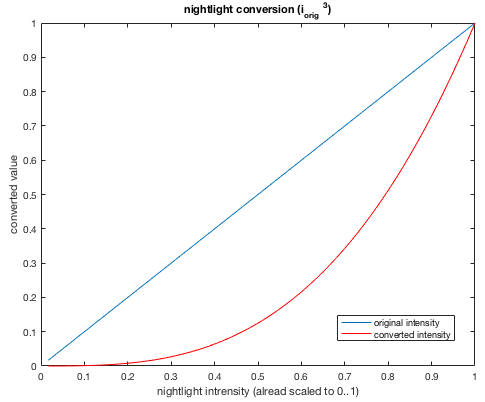 nightlight conversion (i_orig ^3)
1
0.9
0.8
0.7
0.6
0.5
0.4
0.3
0.2
0.1
0
converted value
original intensity
converted intensity
0 0.1 0.2 0.3 0.4 0.5 0.6 0.7 0.8 0.9 1
nightlight intrensity (alread scaled to 0..1)